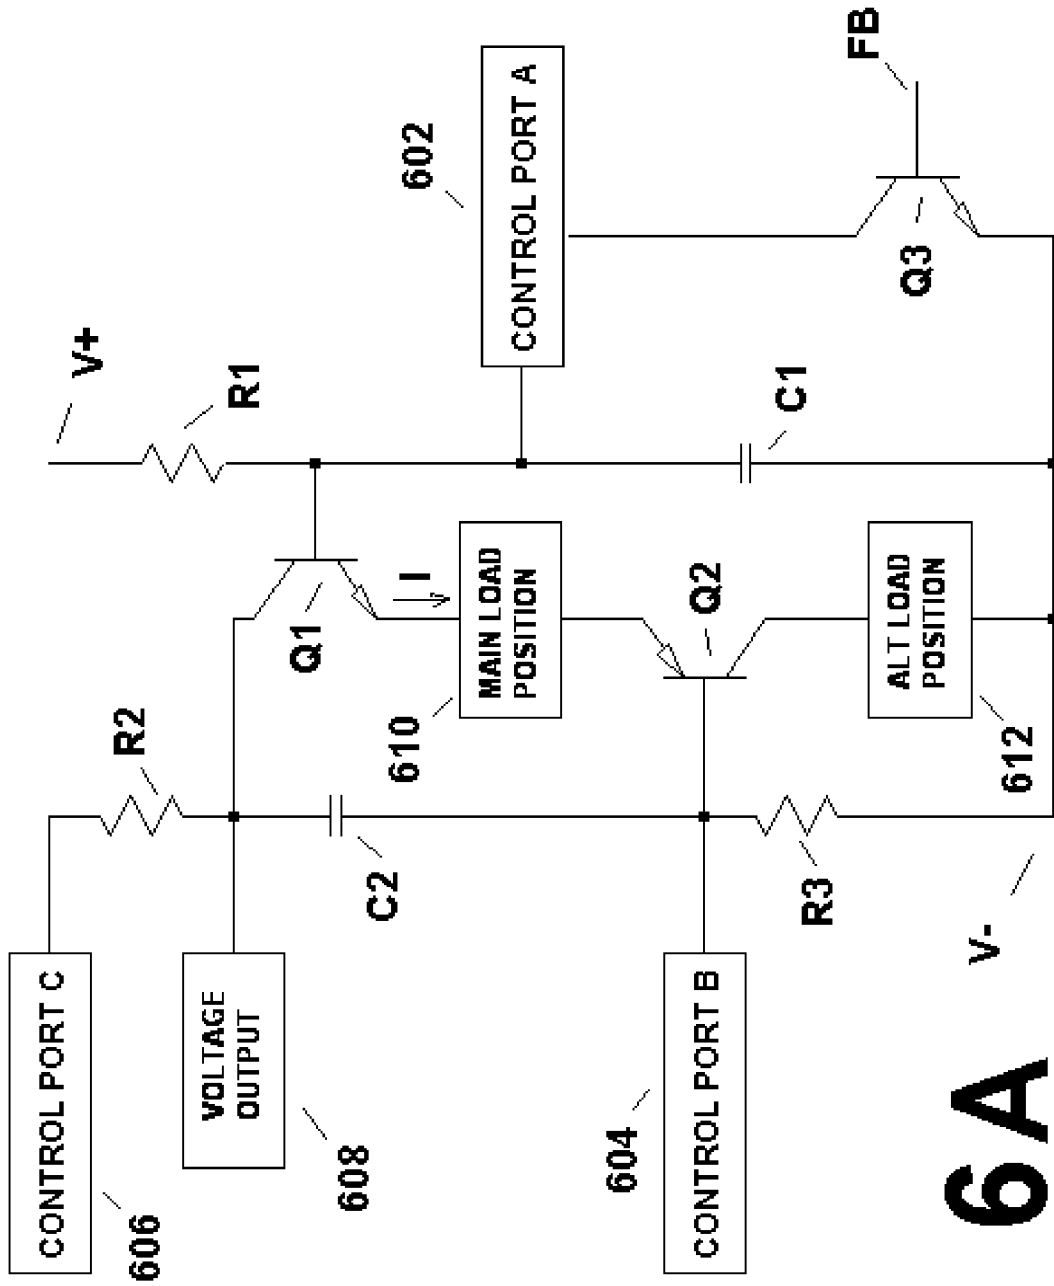 CONTROL PORT C
606
VOLTAGE
OUTPUT
608
R2
V+
R1
Q1
I
CONTROL PORT A
602
MAIN LOAD
POSITION
610
C2
CONTROL PORT B
604
Q2
C1
R3
ALT LOAD
POSITION
612
Q3
FB
V-
6A